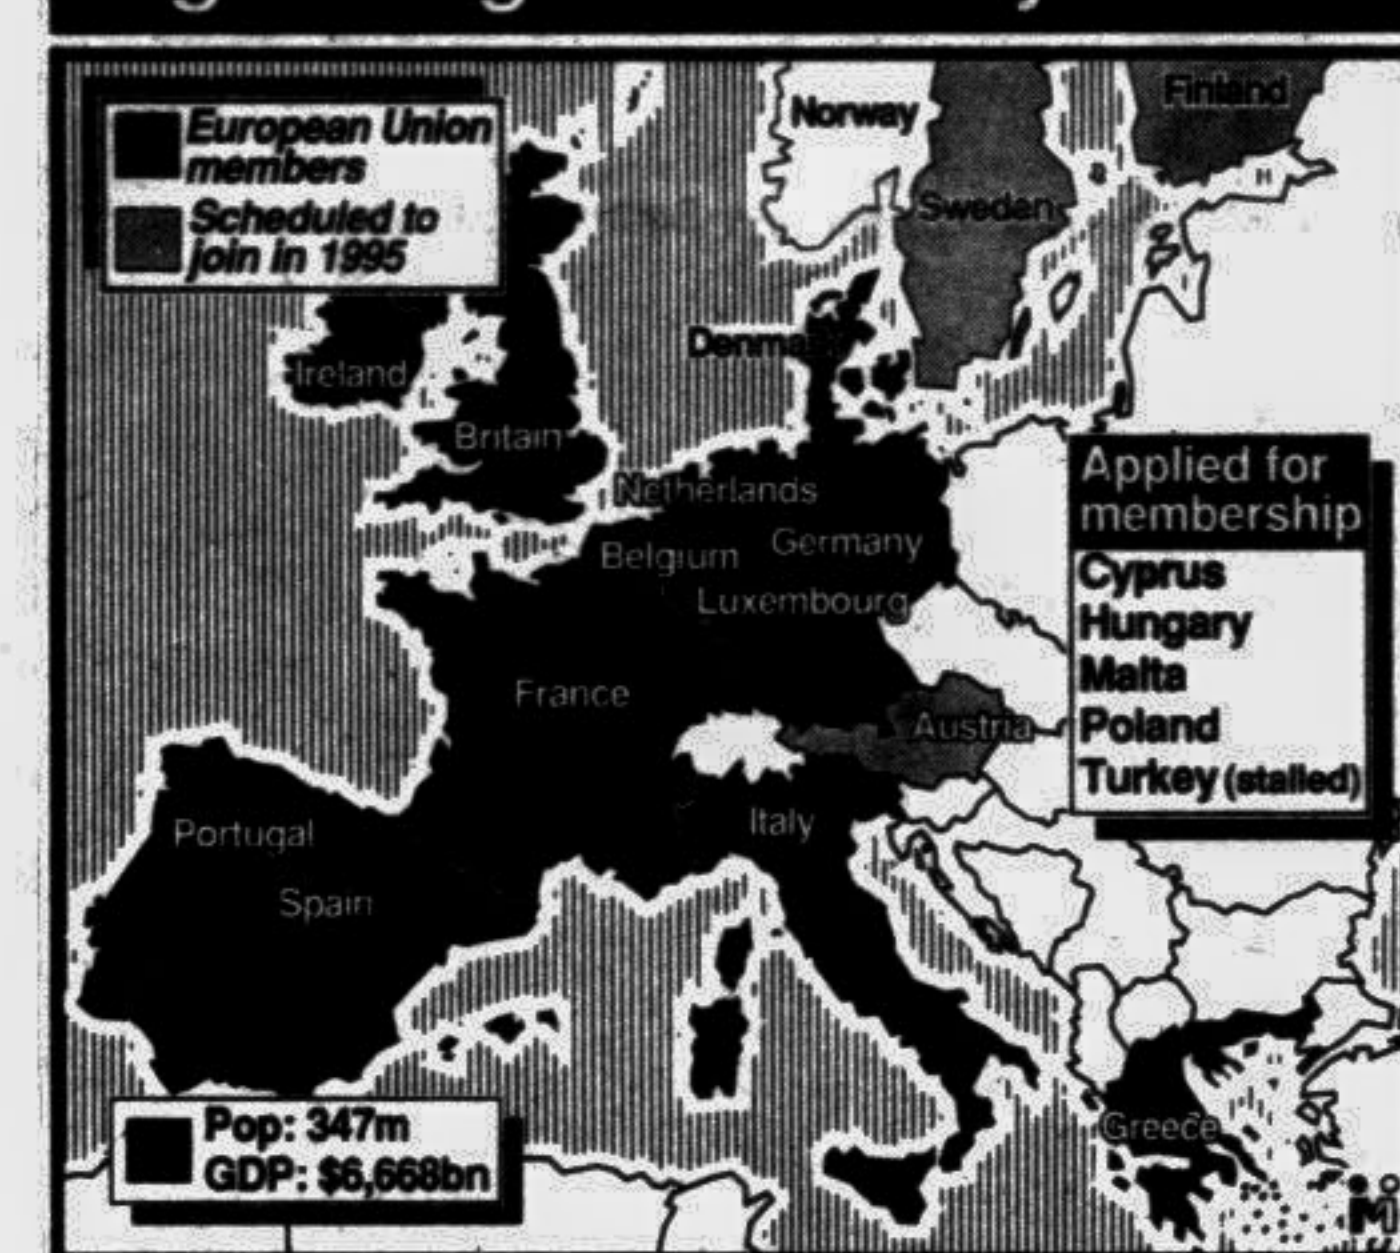 European Union
members
Scheduled to
join in 1995
Norway
Finland
Sweden
Denmark
Ireland
Britain
Netherlands
Germany
Belgium
Luxembourg
France
Austria
Italy
Portugal
Spain
Greece
Applied for
membership
Cyprus
Hungary
Malta
Poland
Turkey (stalled)
Pop: 347m
GDP: $6,668bn